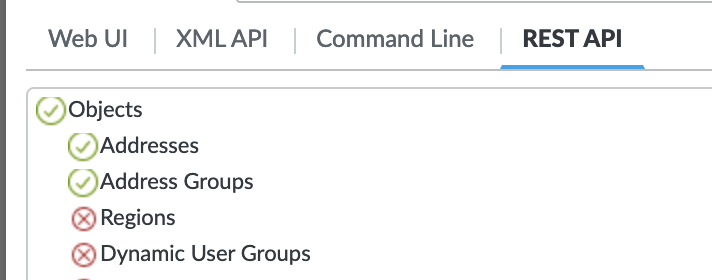 Web UI
XML API
Command Line
REST API
Objects
Addresses
Address Groups
Regions
Dynamic User Groups